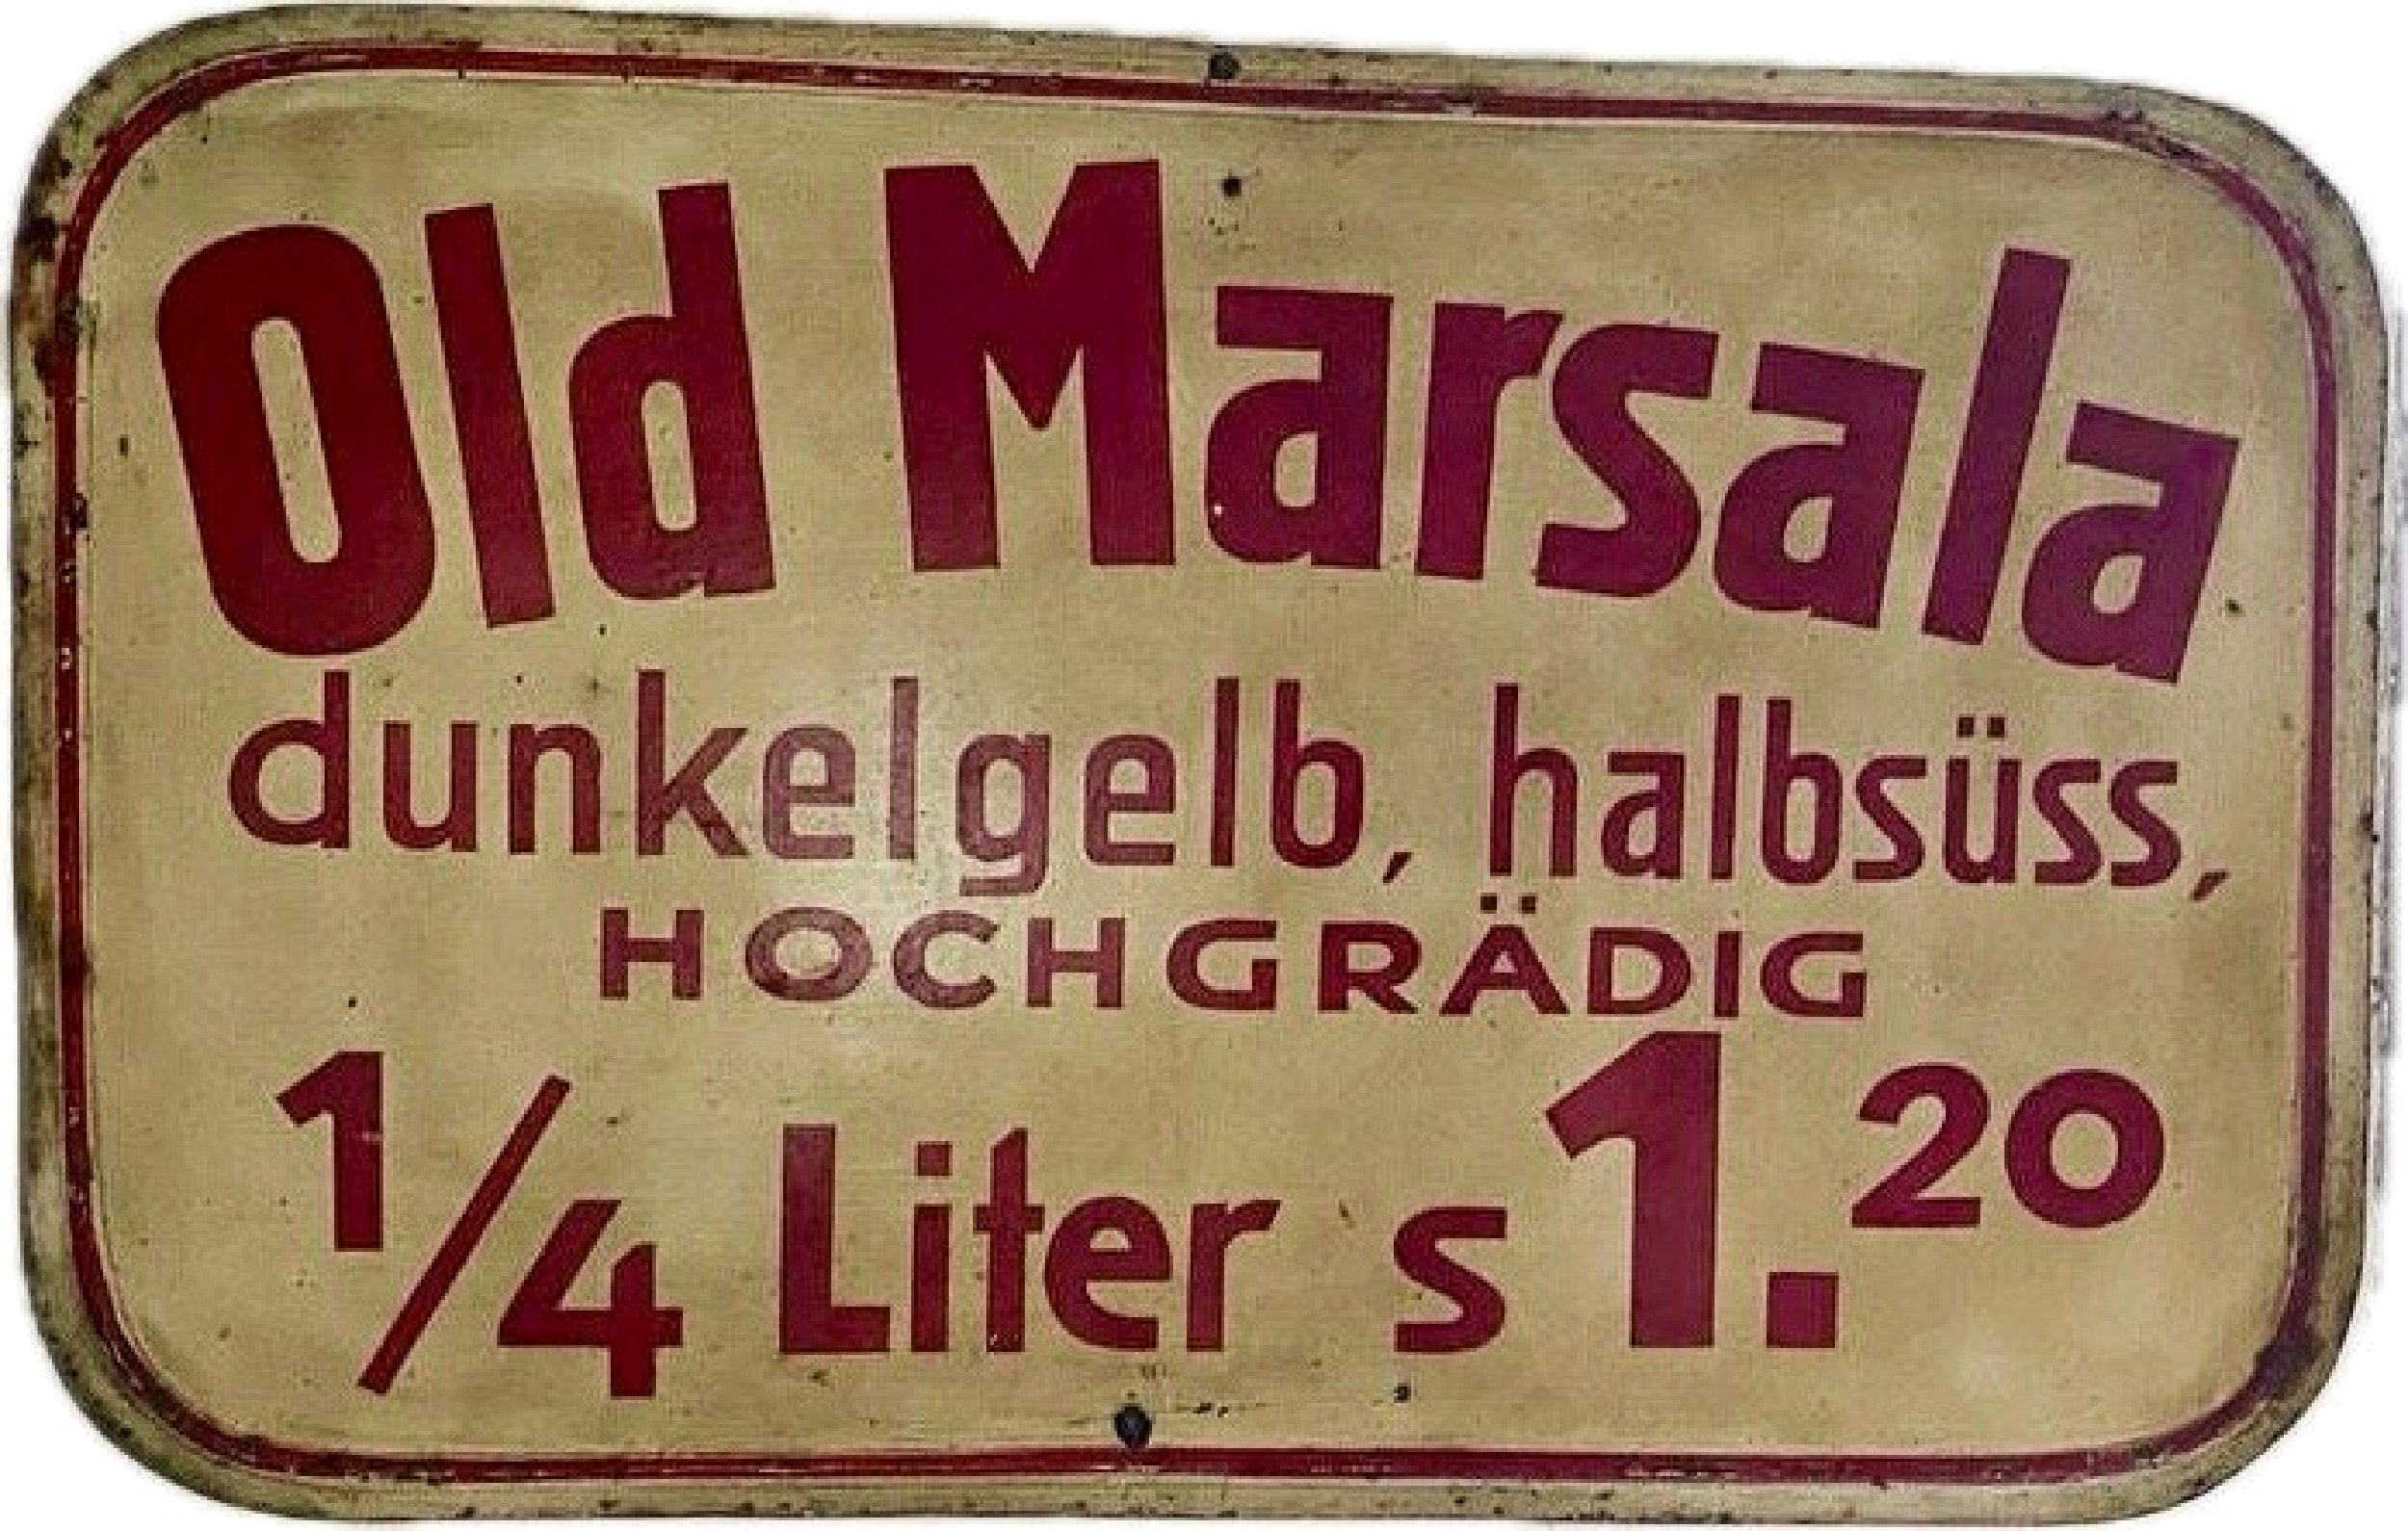 Old Marsala
dunkelgelb, halbsüss,
HOCHGRÄDIG
1/4 Liter s 1.20